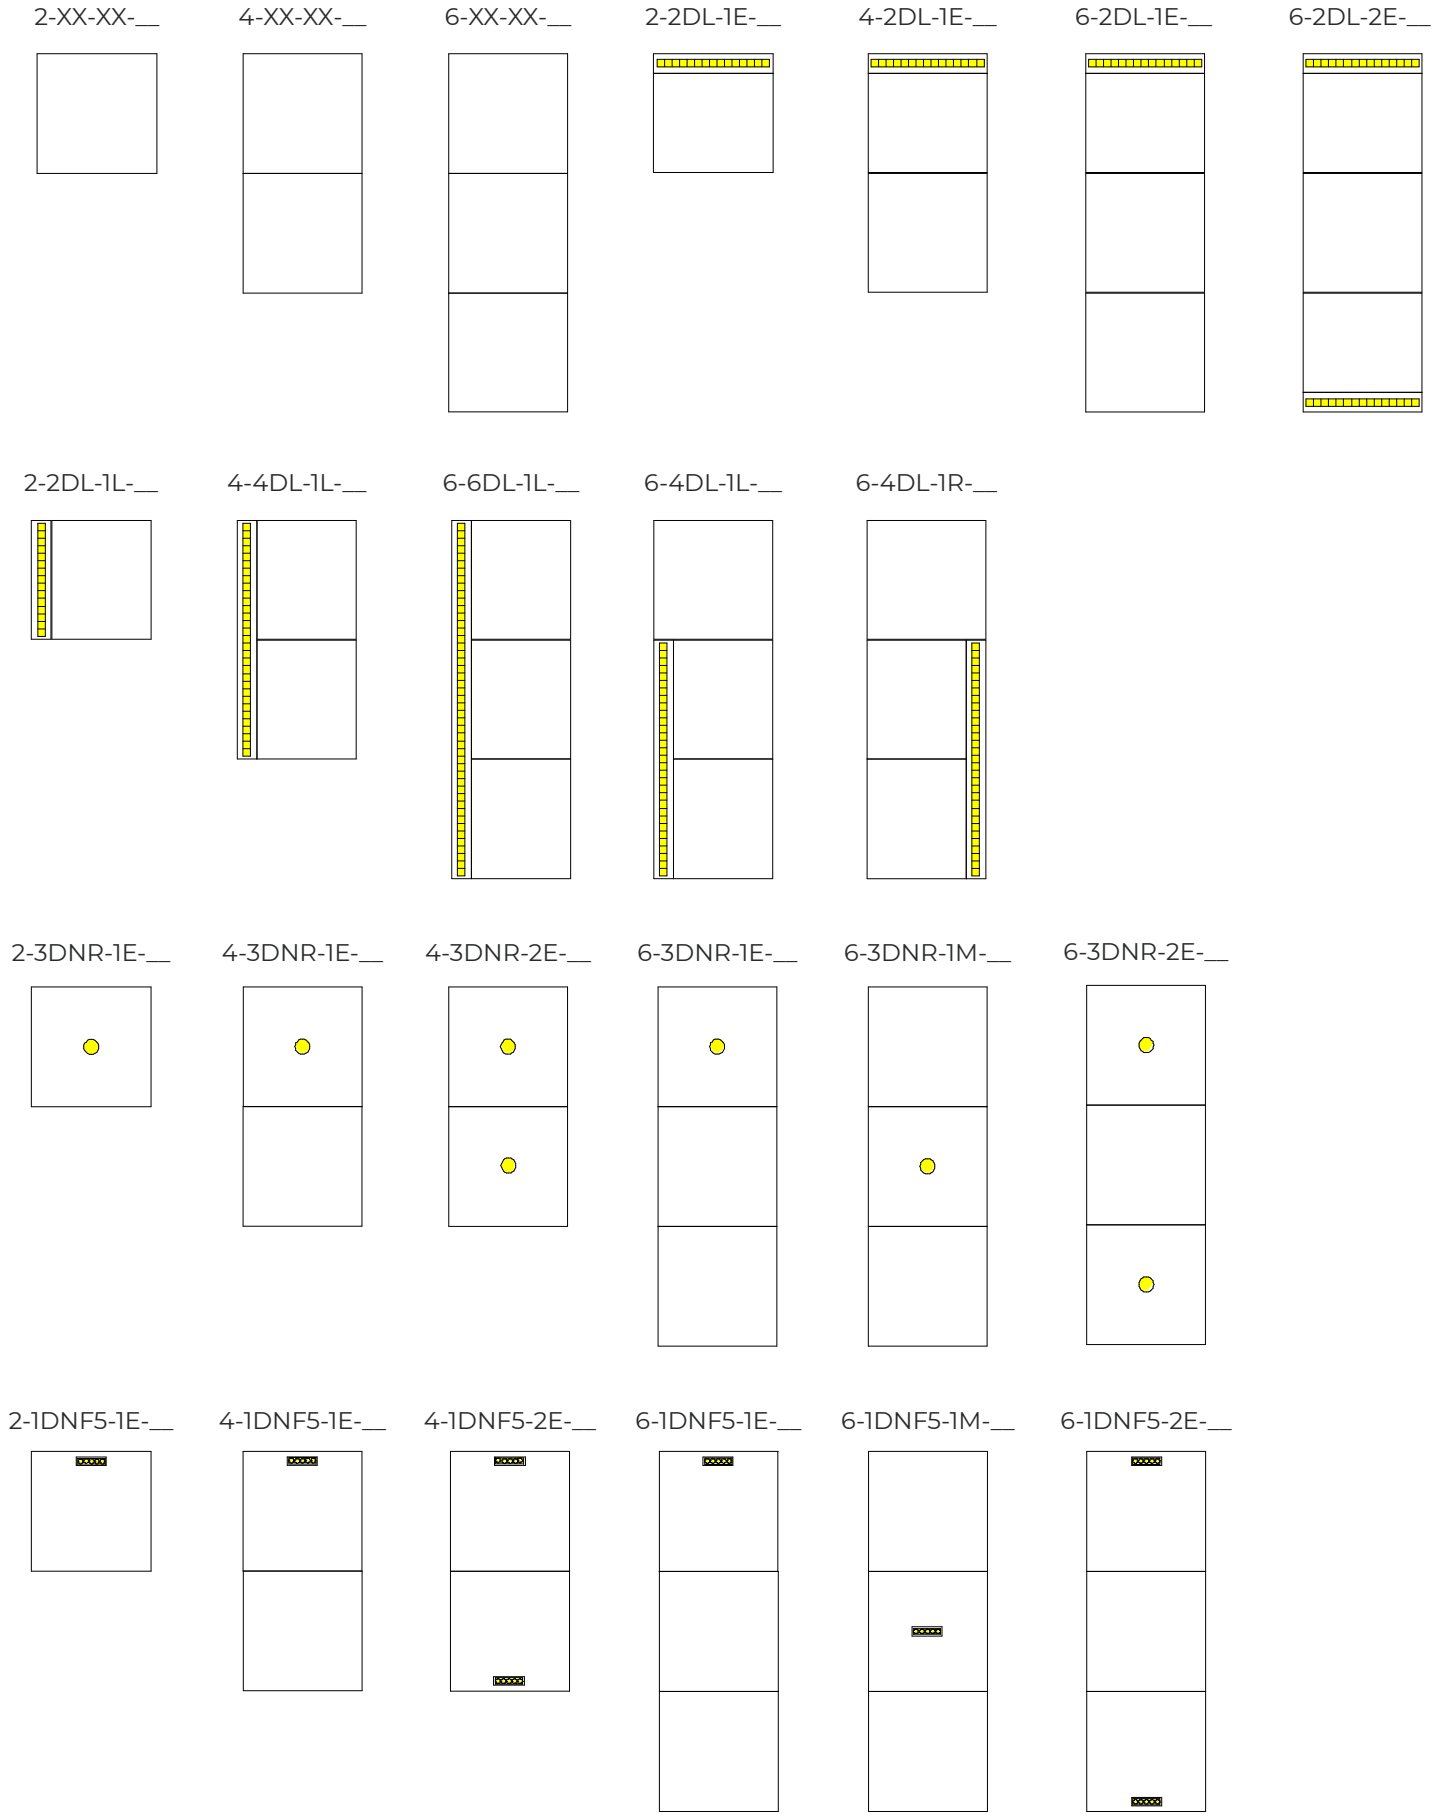 2-XX-XX-__ 4-XX-XX-__ 6-XX-XX-__ 2-2DL-1E-__ 4-2DL-1E-__ 6-2DL-1E-__ 6-2DL-2E-__
2-2DL-1L-__ 4-4DL-1L-__ 6-6DL-1L-__ 6-4DL-1L-__ 6-4DL-1R-__
2-3DNR-1E-__ 4-3DNR-1E-__ 4-3DNR-2E-__ 6-3DNR-1E-__ 6-3DNR-1M-__ 6-3DNR-2E-__
2-1DNF5-1E-__ 4-1DNF5-1E-__ 4-1DNF5-2E-__ 6-1DNF5-1E-__ 6-1DNF5-1M-__ 6-1DNF5-2E-__